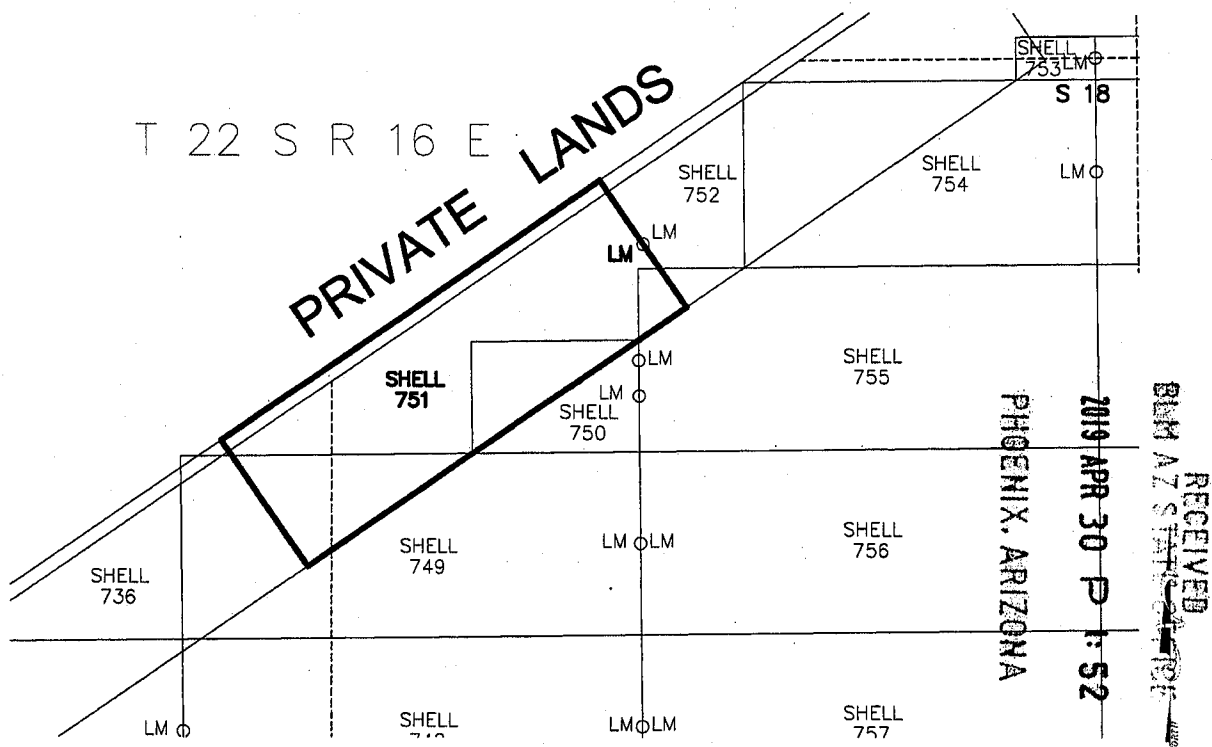 SHELL
753
LM
S 18
T 22 S R 16 E
PRIVATE LANDS
SHELL
752
SHELL
754
LM
LM
LM
SHELL
751
LM
SHELL
755
LM
SHELL
750
SHELL
749
LM LM
SHELL
756
SHELL
736
LM
SHELL
LM LM
SHELL
757
RECEIVED
BLM AZ STATE
2019 APR 30 P 1:52
PHOENIX, ARIZONA